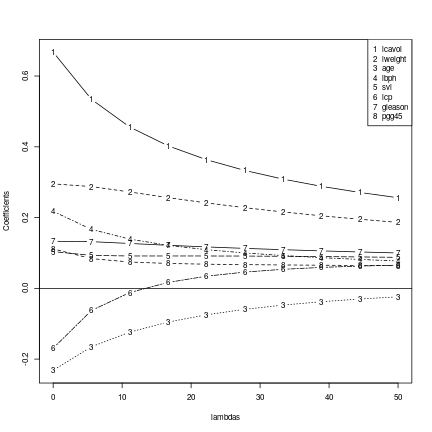 1 lcavol
2 lweight
3 age
4 lbph
5 svi
6 lcp
7 gleason
8 pgg45
Coefficients
0.6
0.4
0.2
0.0
-0.2
0 10 20 30 40 50
lambdas